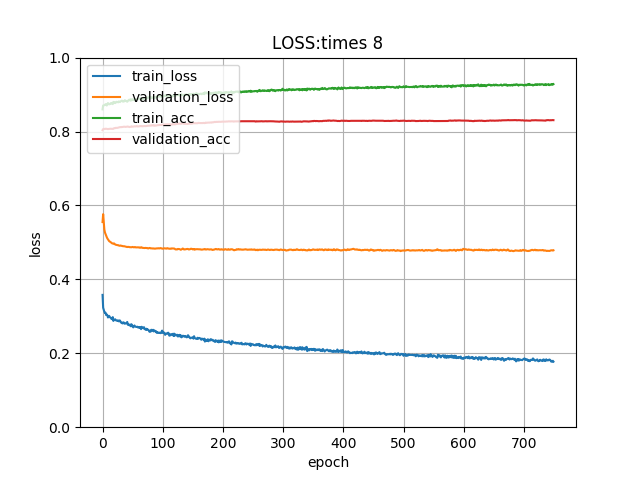 LOSS:times 8
1.0
0.8
0.6
0.4
0.2
0.0
loss
train_loss
validation_loss
train_acc
validation_acc
0 100 200 300 400 500 600 700
epoch